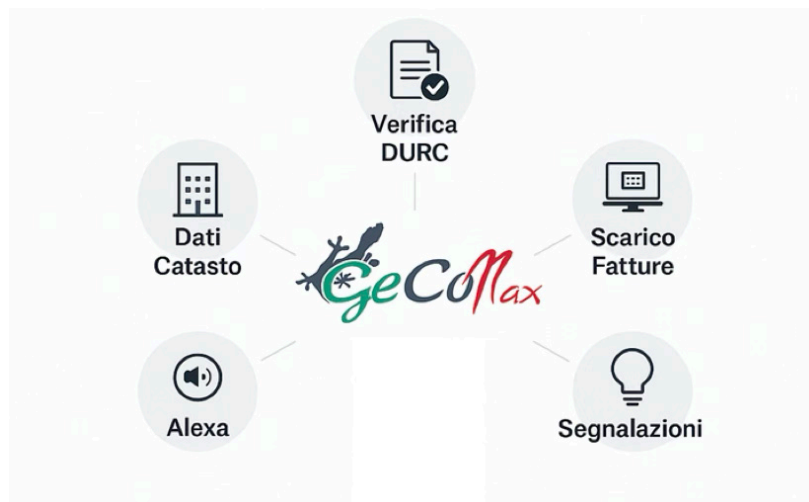 Verifica
DURC
Dati
Catasto
Scarico
Fatture
GeCoMax
Alexa
Segnalazioni